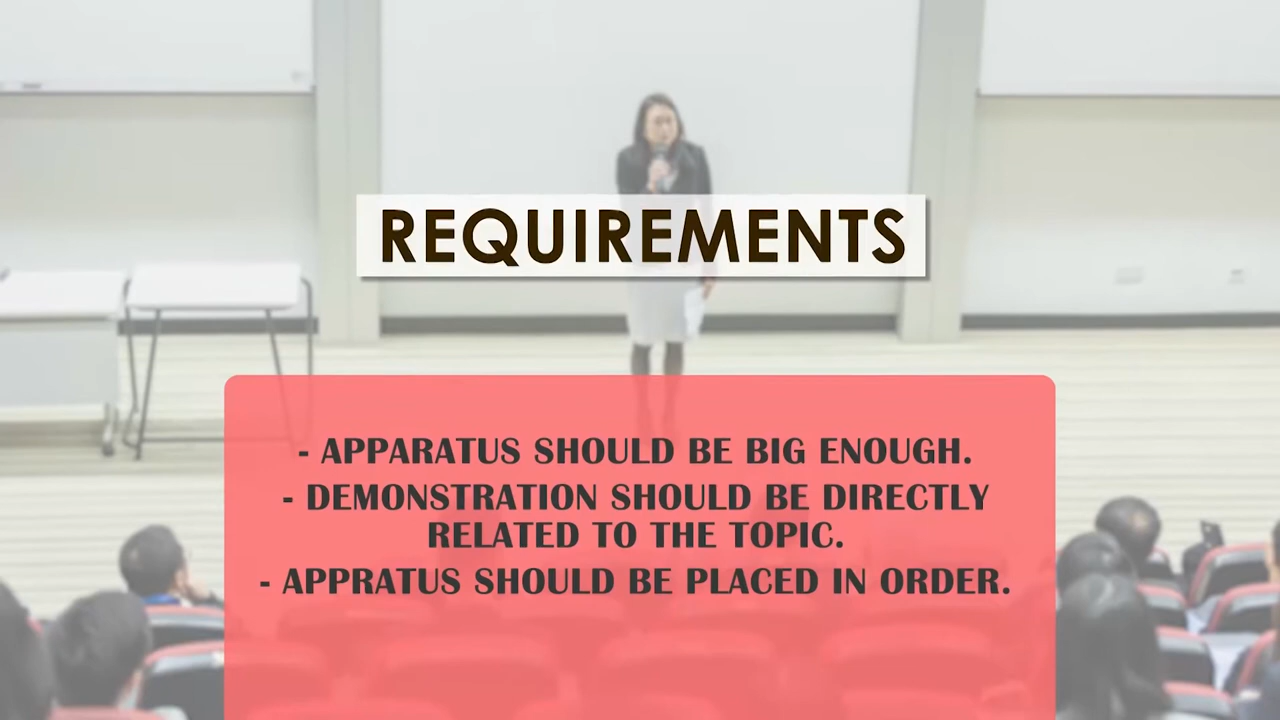 REQUIREMENTS
- APPARATUS SHOULD BE BIG ENOUGH.
- DEMONSTRATION SHOULD BE DIRECTLY
RELATED TO THE TOPIC.
- APPRATUS SHOULD BE PLACED IN ORDER.